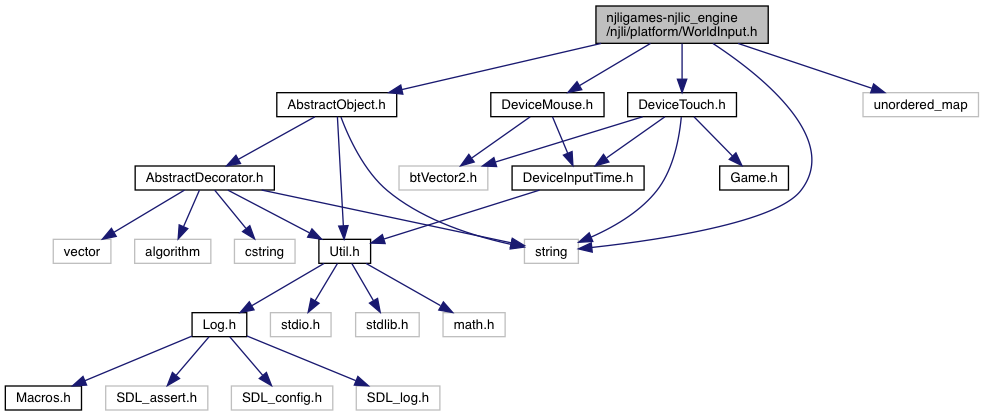 njligames-njlic_engine
/njli/platform/WorldInput.h
AbstractObject.h
DeviceMouse.h
DeviceTouch.h
unordered_map
AbstractDecorator.h
btVector2.h
DeviceInputTime.h
Game.h
vector
algorithm
cstring
Util.h
string
Log.h
stdio.h
stdlib.h
math.h
Macros.h
SDL_assert.h
SDL_config.h
SDL_log.h